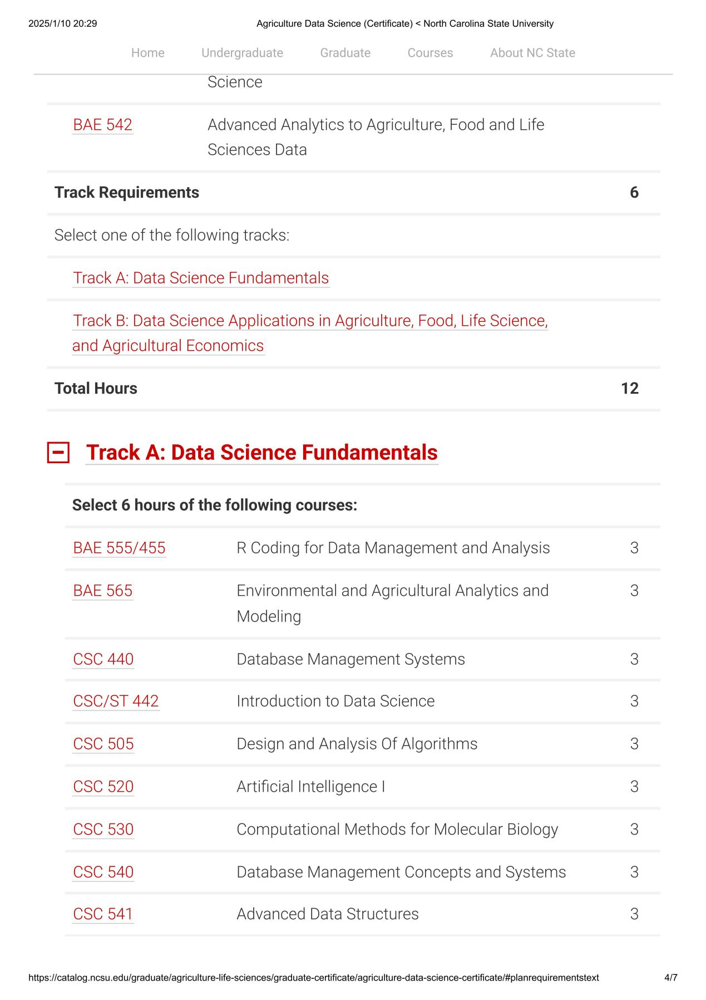 2025/1/10 20:29 Agriculture Data Science (Certificate) < North Carolina State University
Home Undergraduate Graduate Courses About NC State
Science
BAE 542 Advanced Analytics to Agriculture, Food and Life
Sciences Data
Track Requirements 6
Select one of the following tracks:
Track A: Data Science Fundamentals
Track B: Data Science Applications in Agriculture, Food, Life Science,
and Agricultural Economics
Total Hours 12
Track A: Data Science Fundamentals
Select 6 hours of the following courses:
BAE 555/455 R Coding for Data Management and Analysis 3
BAE 565 Environmental and Agricultural Analytics and 3
Modeling
CSC 440 Database Management Systems 3
CSC/ST 442 Introduction to Data Science 3
CSC 505 Design and Analysis Of Algorithms 3
CSC 520 Artificial Intelligence I 3
CSC 530 Computational Methods for Molecular Biology 3
CSC 540 Database Management Concepts and Systems 3
CSC 541 Advanced Data Structures 3
https://catalog.ncsu.edu/graduate/agriculture-life-sciences/graduate-certificate/agriculture-data-science-certificate/#planrequirementstext 4/7